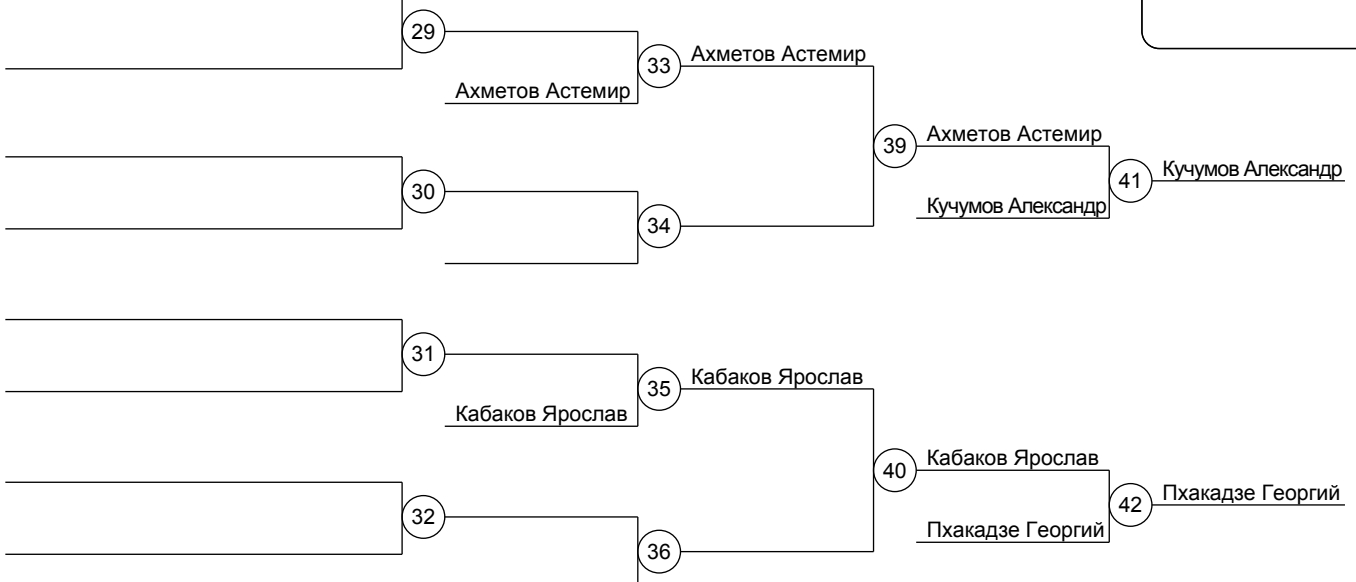 29
33
Ахметов Астемир
Ахметов Астемир
39
Ахметов Астемир
30
41
Кучумов Александр
34
Кучумов Александр
31
35
Кабаков Ярослав
Кабаков Ярослав
40
Кабаков Ярослав
32
42
Пхакадзе Георгий
36
Пхакадзе Георгий